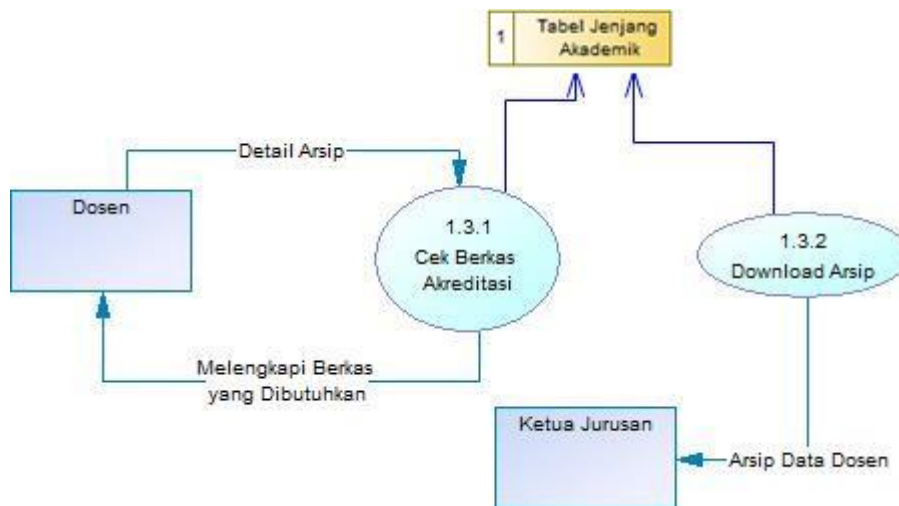 1
Tabel Jenjang
Akademik
Detail Arsip
Dosen
1.3.1
Cek Berkas
Akreditasi
1.3.2
Download Arsip
Melengkapi Berkas
yang Dibutuhkan
Ketua Jurusan
Arsip Data Dosen